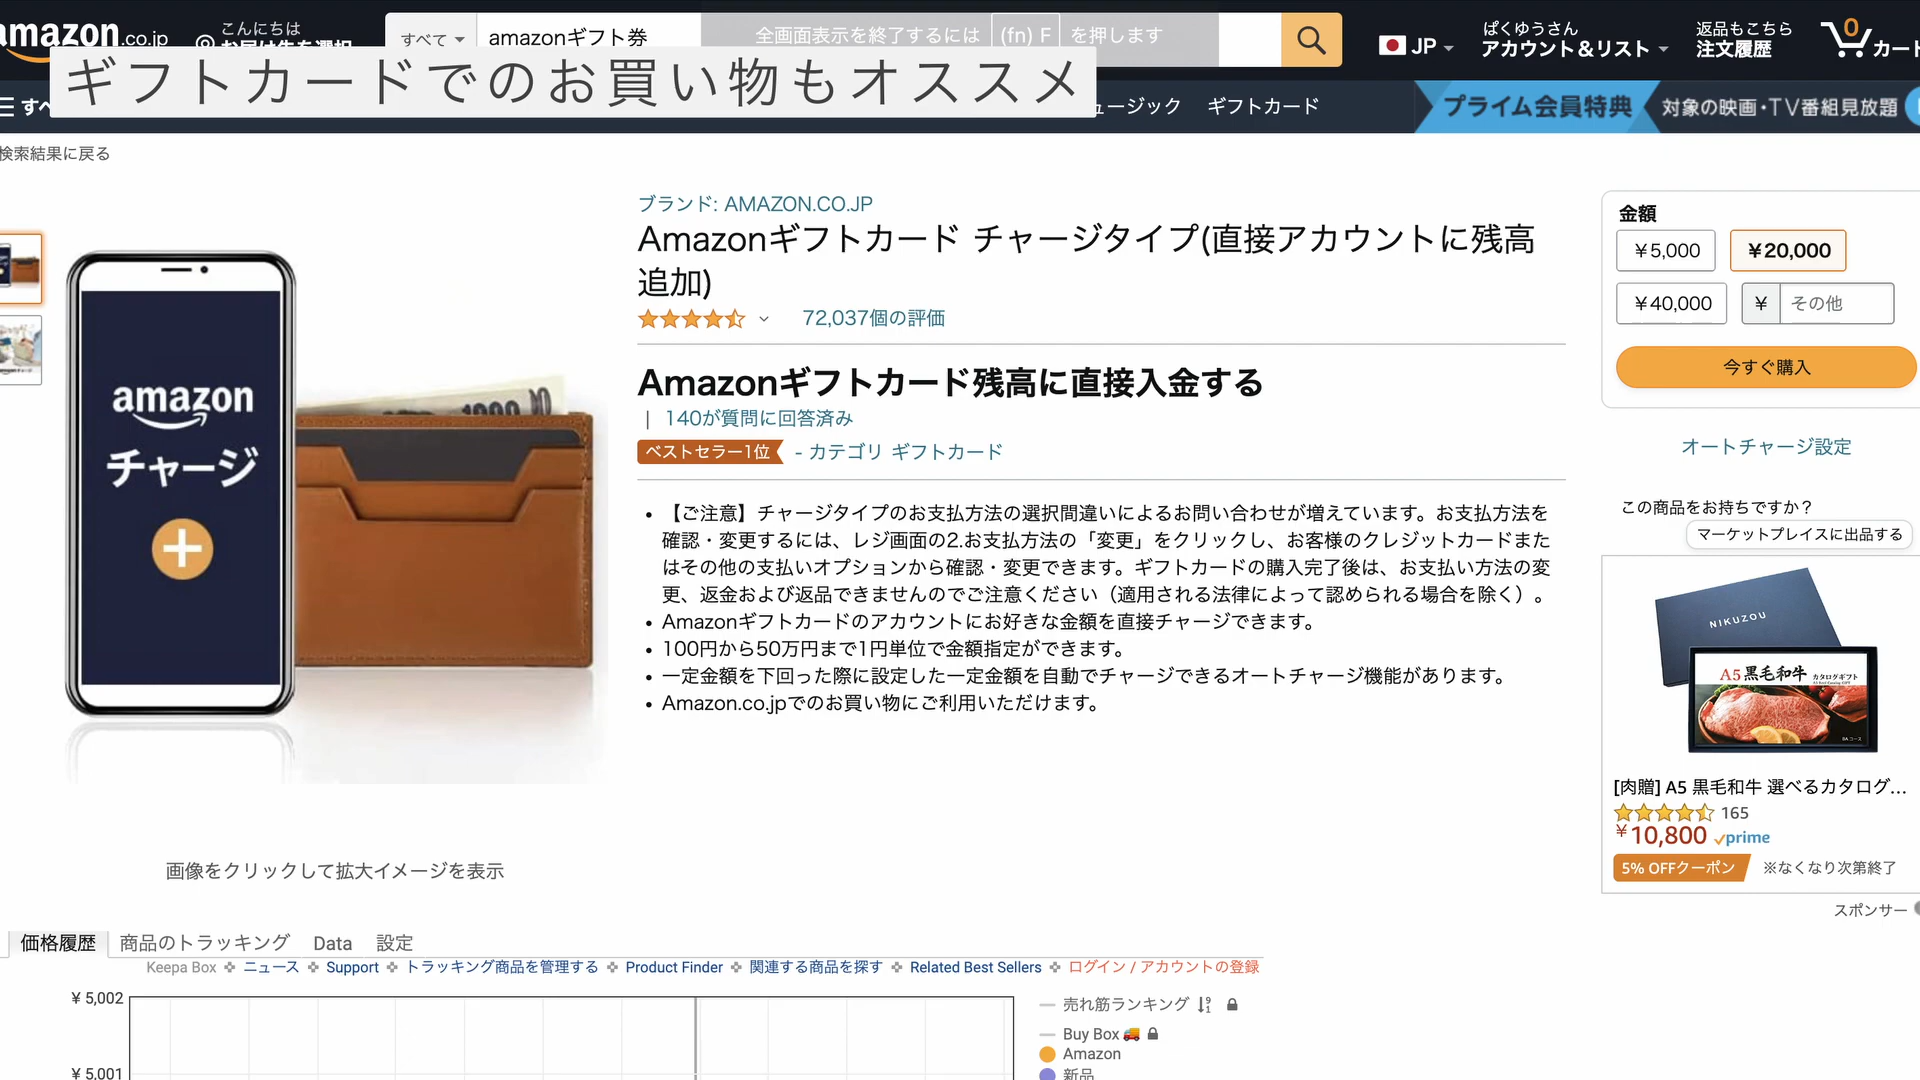 amazon.co.jp
こんにちは
すべて
amazonギフト券
全画面表示を終了するには (fn) F を押します
JP
ぱくゆうさん
アカウント&リスト
返品もこちら
注文履歴
0
カート
ギフトカードでのお買い物もオススメ
すべ
ュージック
ギフトカード
プライム会員特典
対象の映画・TV番組見放題
検索結果に戻る
ブランド: AMAZON.CO.JP
Amazonギフトカード チャージタイプ(直接アカウントに残高
追加)
72,037個の評価
Amazonギフトカード残高に直接入金する
| 140が質問に回答済み
ベストセラー1位 - カテゴリ ギフトカード
• 【ご注意】チャージタイプのお支払方法の選択間違いによるお問い合わせが増えています。お支払方法を
確認・変更するには、レジ画面の2.お支払方法の「変更」をクリックし、お客様のクレジットカードまた
はその他の支払いオプションから確認・変更できます。ギフトカードの購入完了後は、お支払い方法の変
更、返金および返品できませんのでご注意ください（適用される法律によって認められる場合を除く）。
• Amazonギフトカードのアカウントにお好きな金額を直接チャージできます。
• 100円から50万円まで1円単位で金額指定ができます。
• 一定金額を下回った際に設定した一定金額を自動でチャージできるオートチャージ機能があります。
• Amazon.co.jpでのお買い物にご利用いただけます。
amazon
チャージ
画像をクリックして拡大イメージを表示
金額
¥5,000
¥20,000
¥40,000
¥ その他
今すぐ購入
オートチャージ設定
この商品をお持ちですか？
マーケットプレイスに出品する
NIKUZOU
A5黒毛和牛 カタログギフト
[肉贈] A5 黒毛和牛 選べるカタログ…
165
¥10,800 prime
5% OFFクーポン ※なくなり次第終了
スポンサー
価格履歴 商品のトラッキング Data 設定
Keepa Box ニュース Support トラッキング商品を管理する Product Finder 関連する商品を探す Related Best Sellers ログイン / アカウントの登録
¥ 5,002
¥ 5,001
売れ筋ランキング
Buy Box
Amazon
新品